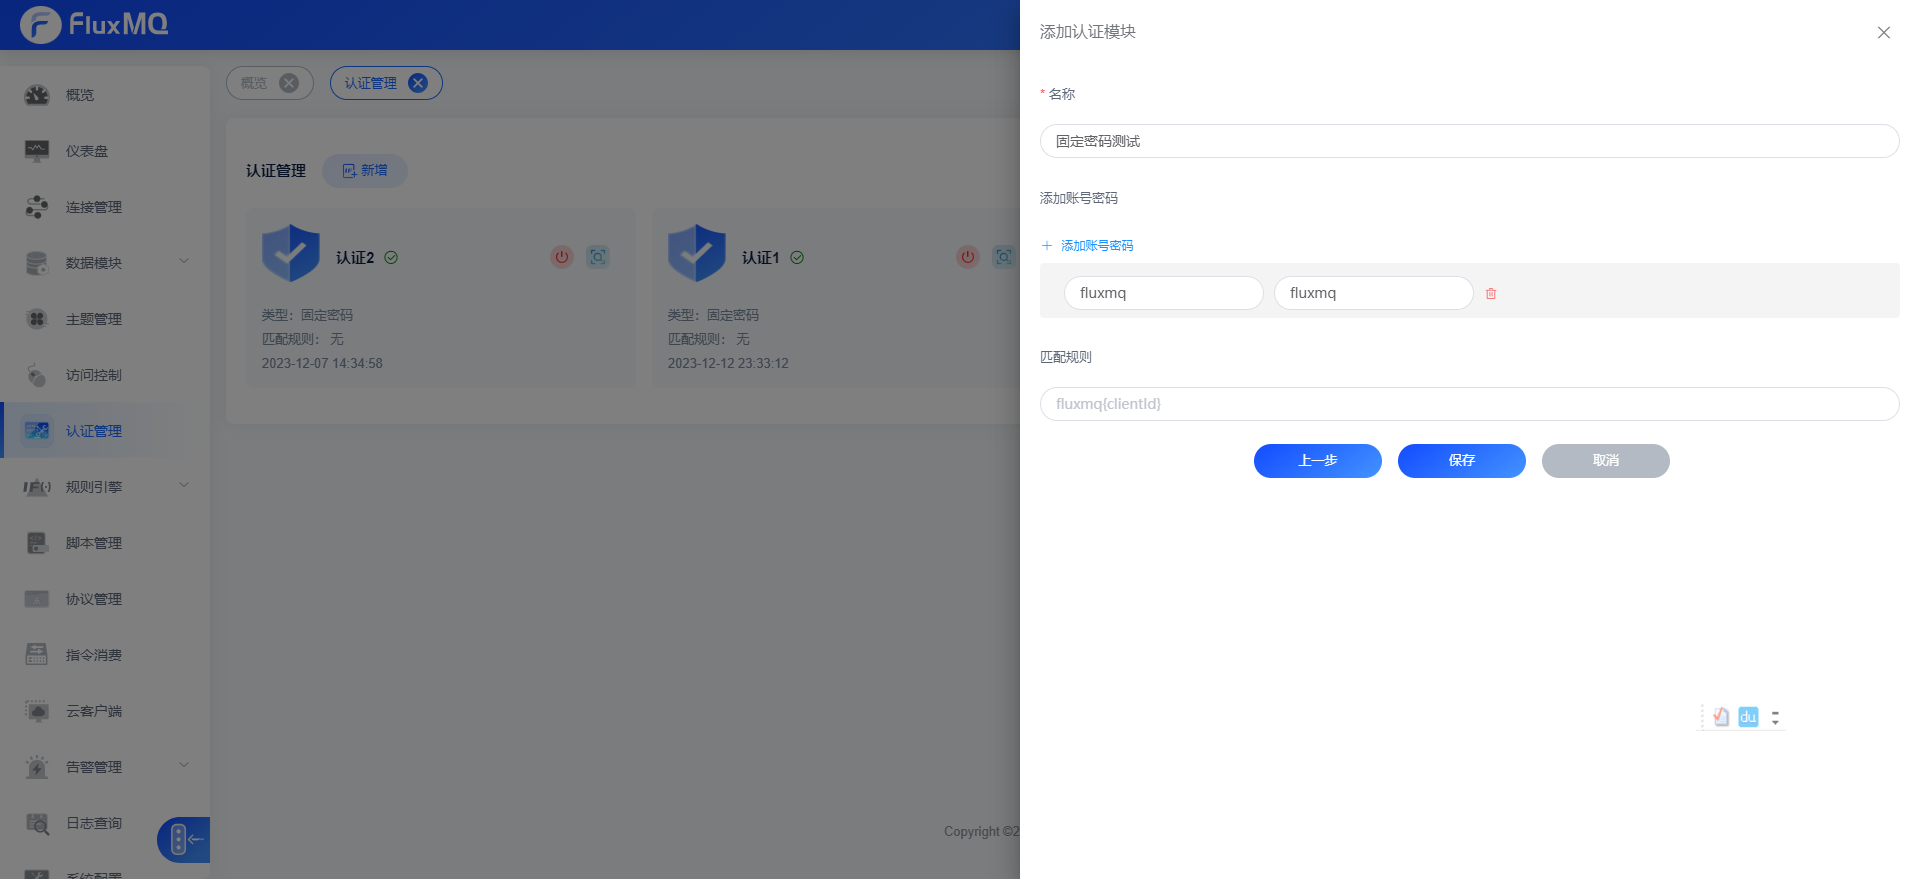 FluxMQ
概览
仪表盘
连接管理
数据模块
主题管理
访问控制
认证管理
规则引擎
脚本管理
协议管理
指令消费
云客户端
告警管理
日志查询
系统配置
概览
认证管理
认证管理
新增
认证2
类型：固定密码
匹配规则： 无
2023-12-07 14:34:58
认证1
类型：固定密码
匹配规则： 无
2023-12-12 23:33:12
Copyright ©2
添加认证模块
* 名称
固定密码测试
添加账号密码
+ 添加账号密码
fluxmq fluxmq
匹配规则
fluxmq{clientId}
上一步 保存 取消
du